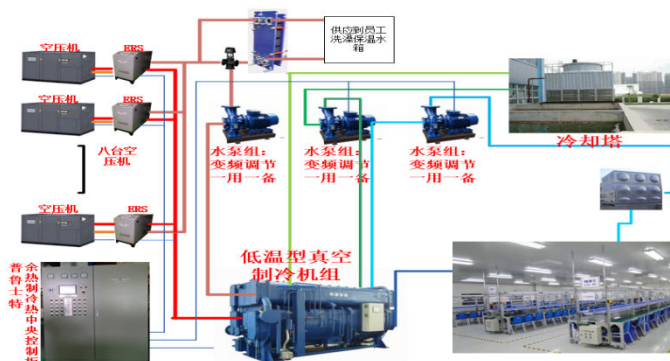 空压机
ERS
供应到员工
洗澡保温水
箱
空压机
ERS
八台空
压机
水泵组：
变频调节
一用一备
水泵组：
变频调节
一用一备
水泵组：
变频调节
一用一备
冷却塔
空压机
ERS
低温型真空
制冷机组
普鲁士特
余热制冷热中央控制柜